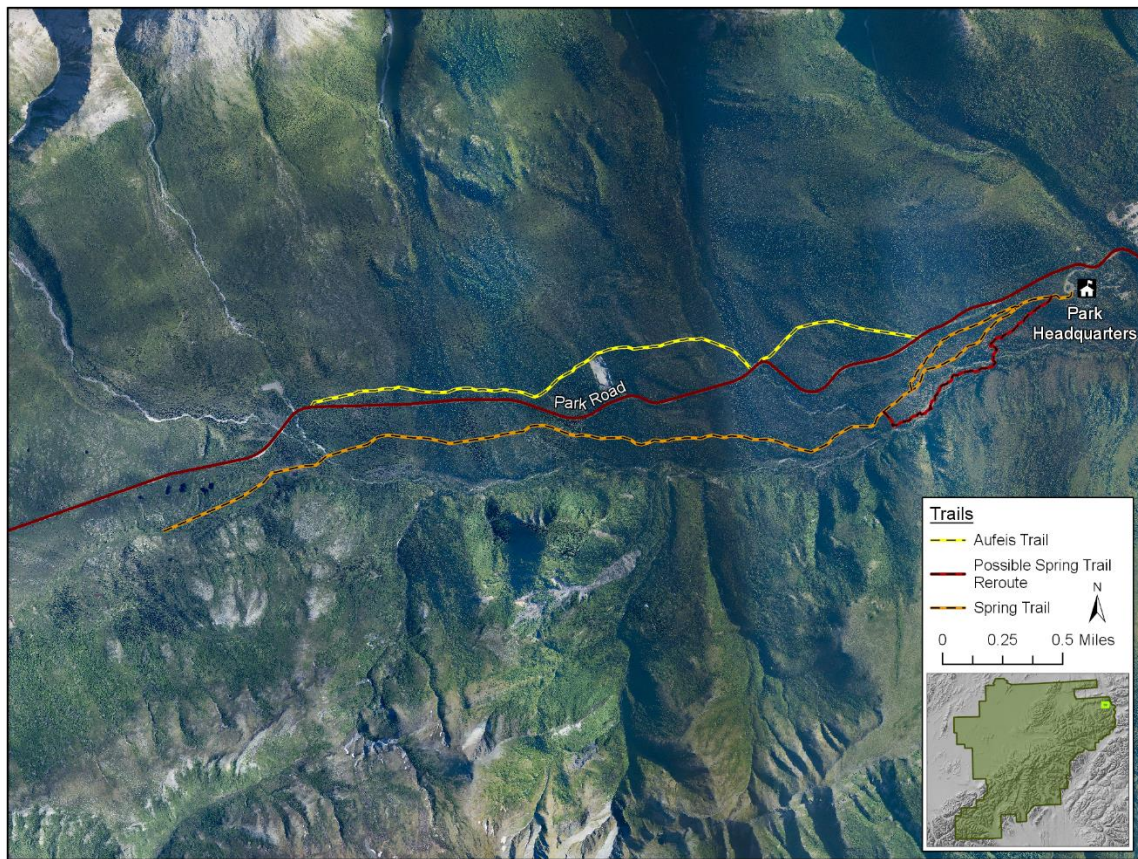 Park
Headquarters
Park Road
Trails
Aufeis Trail
Possible Spring Trail
Reroute
Spring Trail
N
0 0.25 0.5 Miles